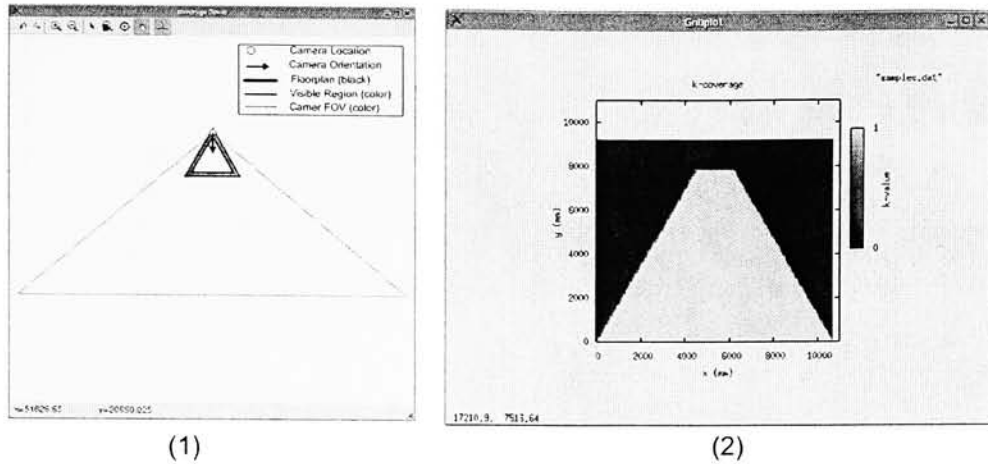 Camera Location
Camera Orientation
Floorplan (black)
Visible Region (color)
Camer FOV (color)
(1)
Gnuplot
"samples.dat"
k-coverage
10000
8000
6000
4000
2000
0
y (mm)
0
2000
4000
6000
8000
10000
x (mm)
1
0
k-value
17210.9, 7513.64
(2)